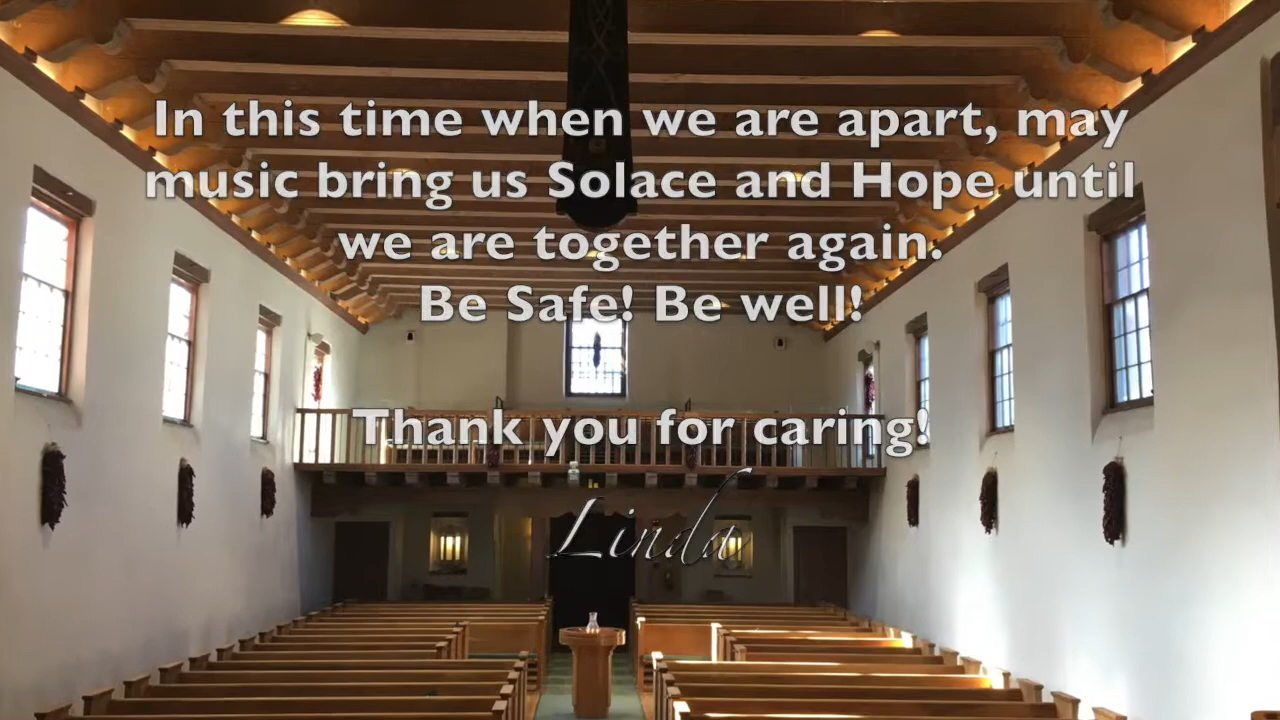 In this time when we are apart, may
music bring us Solace and Hope until
we are together again.
Be Safe! Be well!
Thank you for caring!
Linda